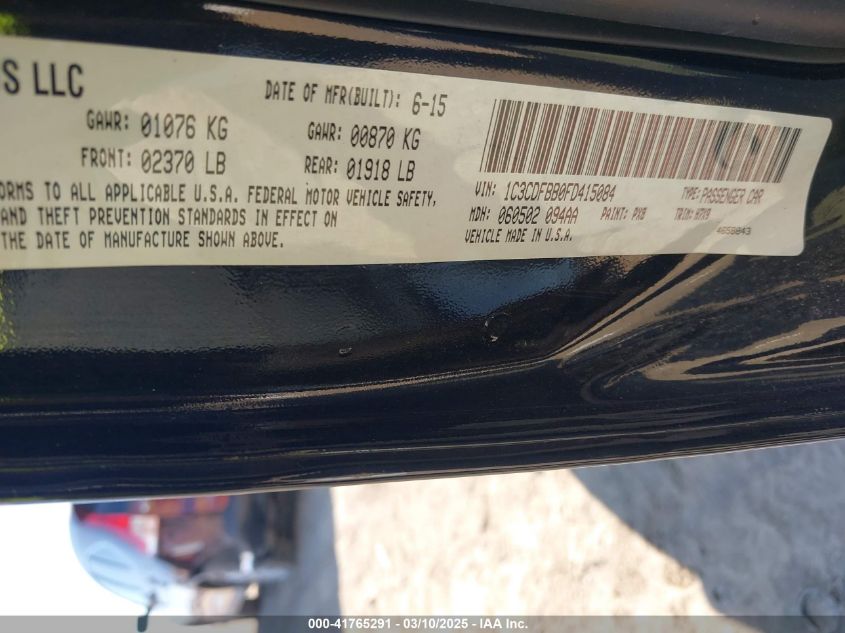 S LLC
DATE OF MFR(BUILT): 6-15
GAWR: 01076 KG
GAWR: 00870 KG
FRONT: 02370 LB
REAR: 01918 LB
ORMS TO ALL APPLICABLE U.S.A. FEDERAL MOTOR VEHICLE SAFETY,
AND THEFT PREVENTION STANDARDS IN EFFECT ON
THE DATE OF MANUFACTURE SHOWN ABOVE.
VIN: 1C3CDFBB0FD415084 TYPE: PASSENGER CAR
MDH: 060502 094AA PAINT: PX8 TRIM: H7X9
VEHICLE MADE IN U.S.A.
000-41765291 - 03/10/2025 - IAA Inc.